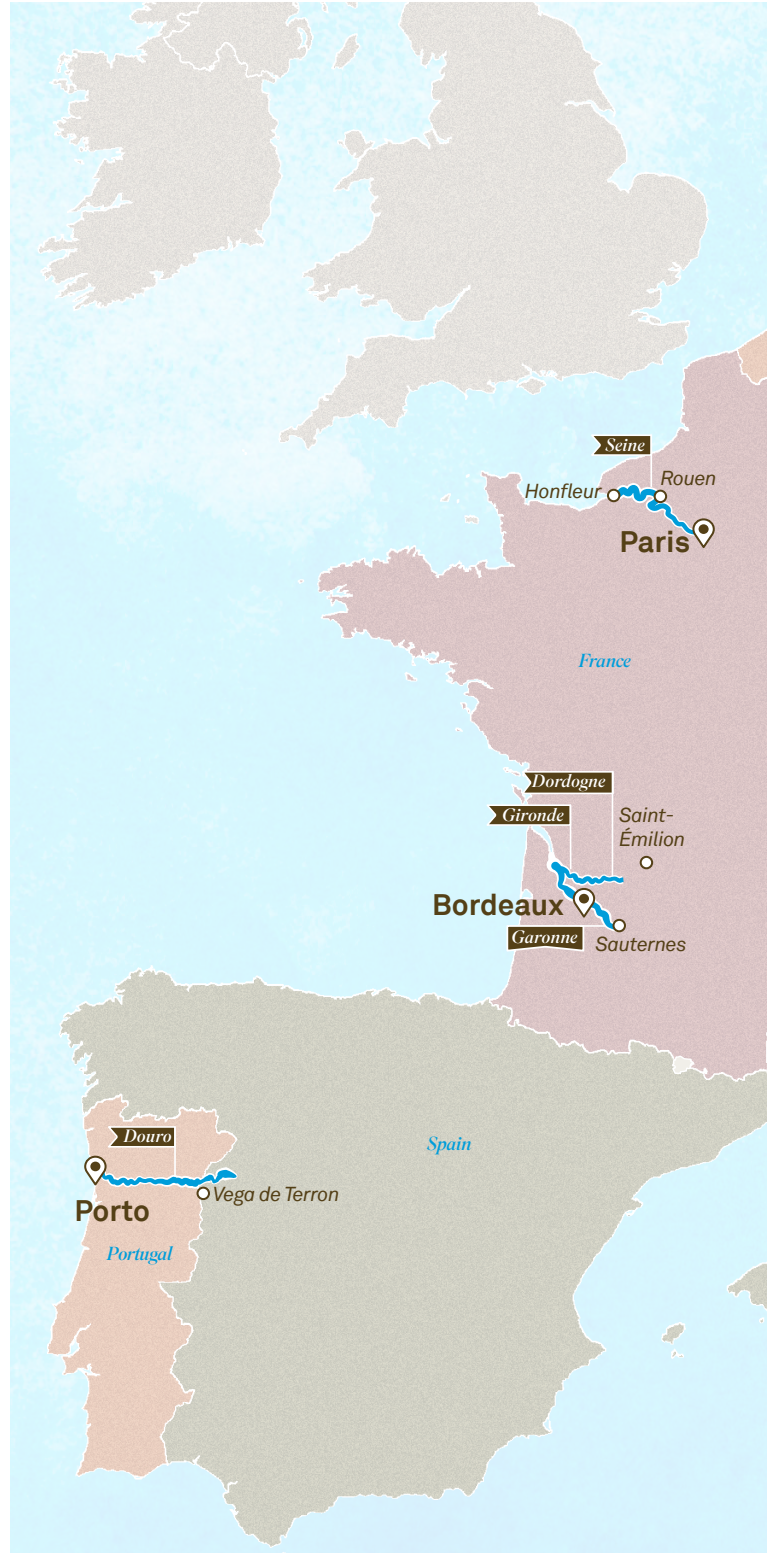 Seine
Honfleur
Rouen
Paris
France
Dordogne
Gironde
Saint-
Émilion
Bordeaux
Garonne
Sauternes
Douro
Spain
Vega de Terron
Porto
Portugal